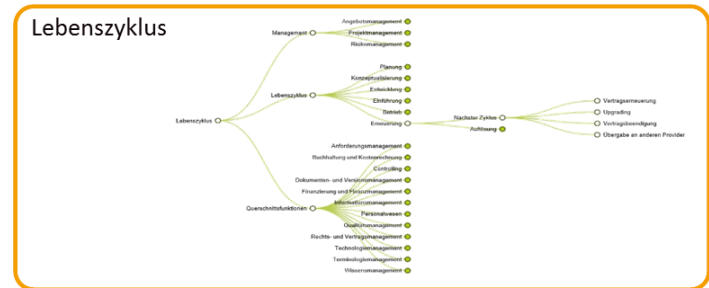 Lebenszyklus
Angebotsmanagement
Management
Projektmanagement
Risikomanagement
Planung
Konzeptualisierung
Entwicklung
Lebenszyklus
Einführung
Betrieb
Erneuerung
Nächster Zyklus
Auflösung
Vertragserneuerung
Upgrading
Vertragsbeendigung
Übergabe an anderen Provider
Lebenszyklus
Anforderungsmanagement
Buchhaltung und Kostenrechnung
Controlling
Dokumenten- und Versionsmanagement
Finanzierung und Finanzmanagement
Informationsmanagement
Querschnittsfunktionen
Personalwesen
Qualitätsmanagement
Rechts- und Vertragsmanagement
Technologiemanagement
Terminologiemanagement
Wissensmanagement